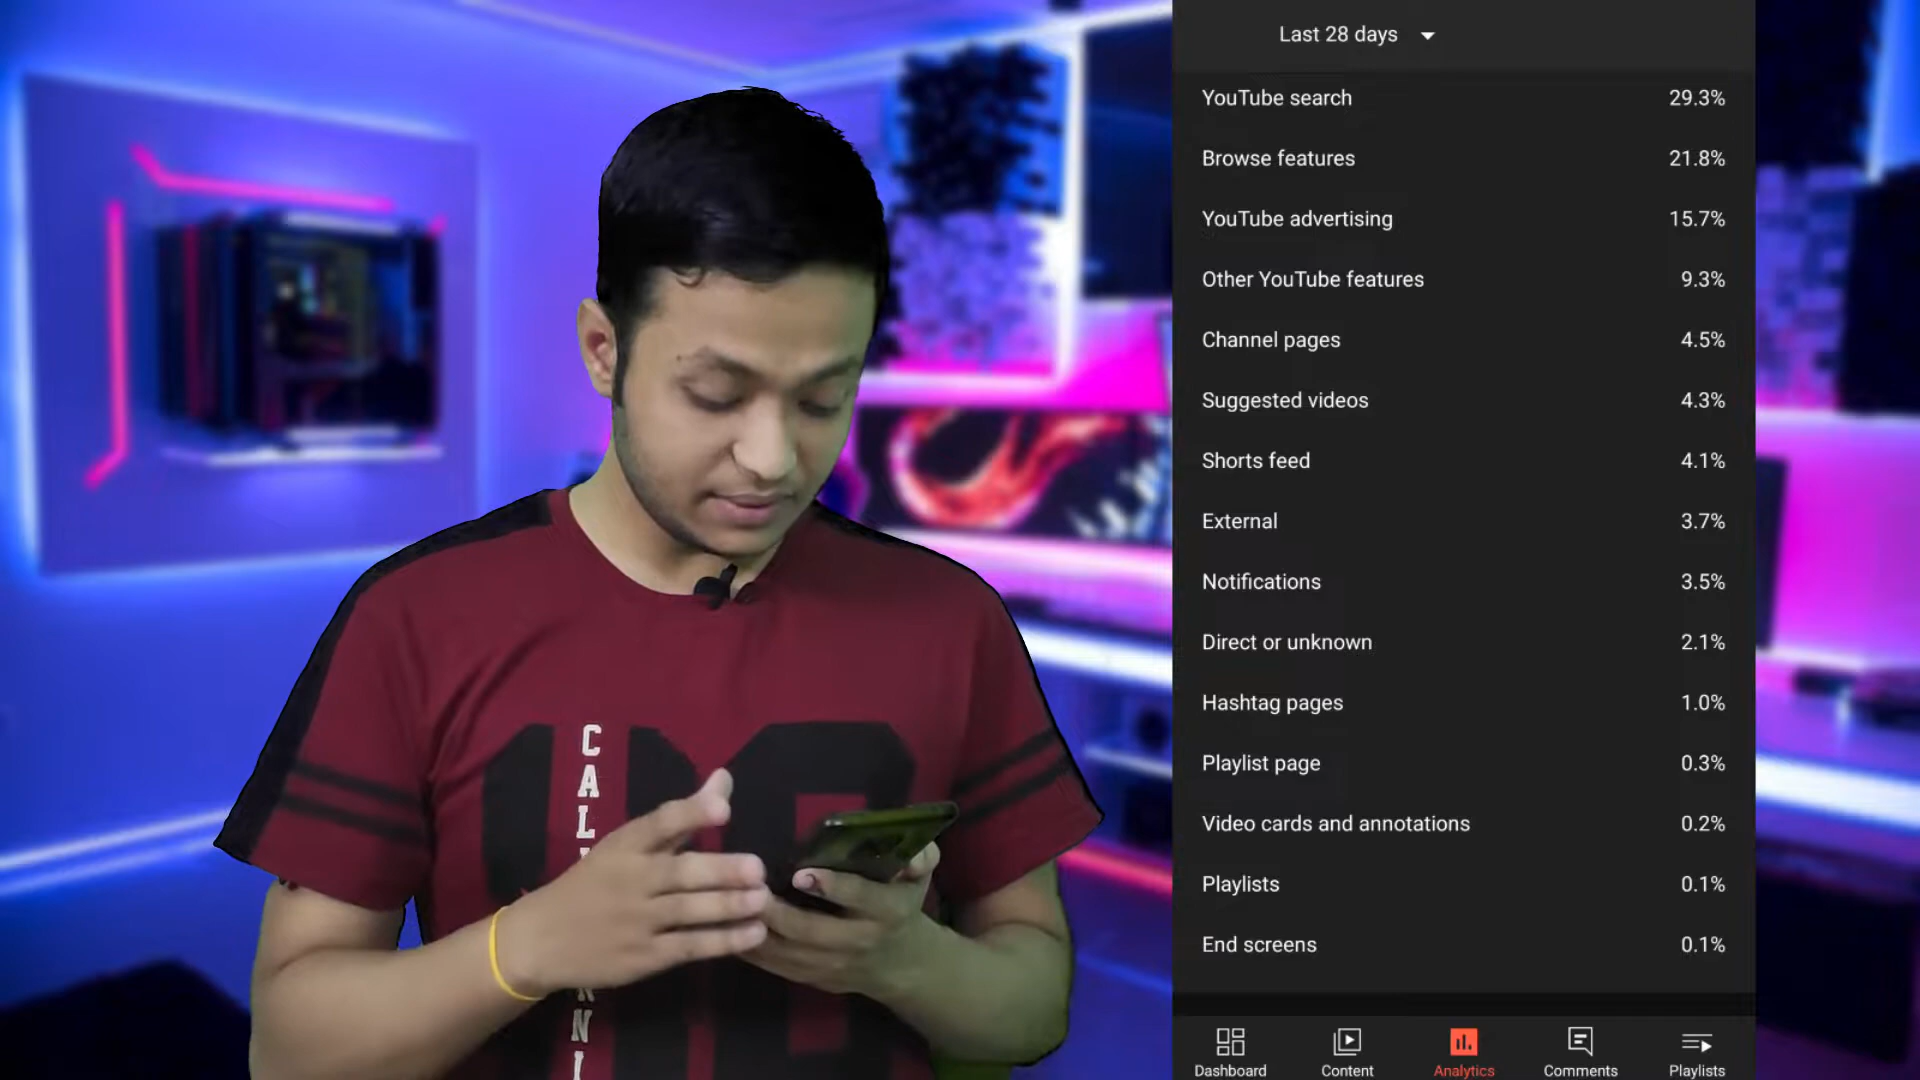 Last 28 days
YouTube search 29.3%
Browse features 21.8%
YouTube advertising 15.7%
Other YouTube features 9.3%
Channel pages 4.5%
Suggested videos 4.3%
Shorts feed 4.1%
External 3.7%
Notifications 3.5%
Direct or unknown 2.1%
Hashtag pages 1.0%
Playlist page 0.3%
Video cards and annotations 0.2%
Playlists 0.1%
End screens 0.1%
Dashboard Content Analytics Comments Playlists